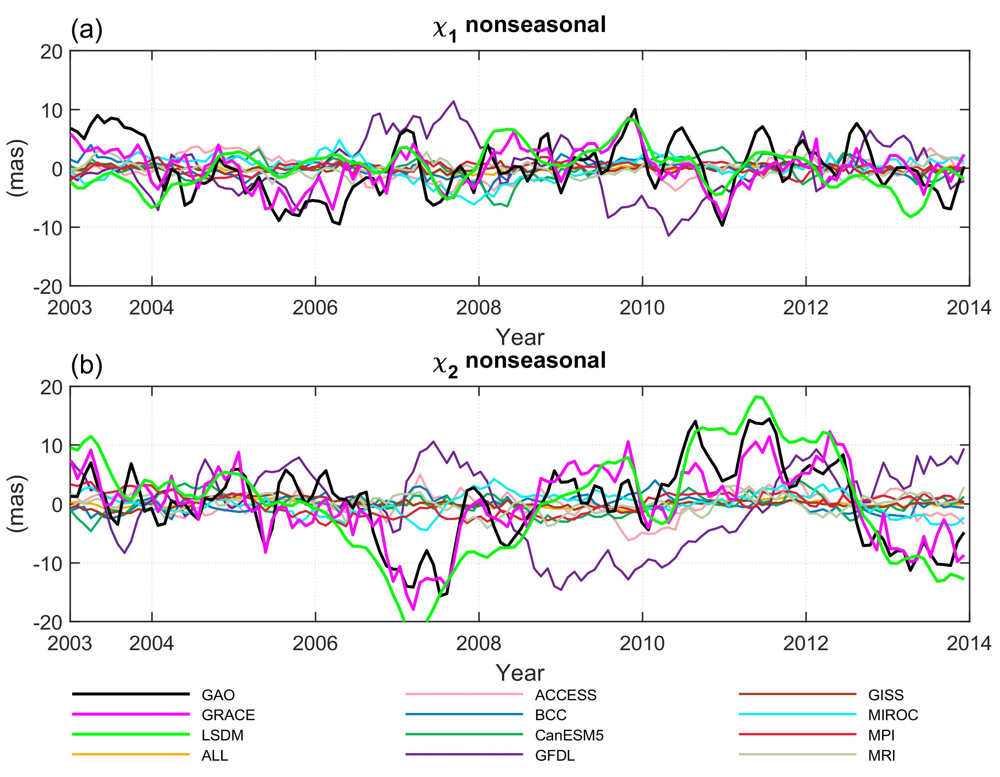 (a) χ1 nonseasonal
20
10
0
-10
-20
(mas)
2003 2004 2006 2008 2010 2012 2014
Year
(b) χ2 nonseasonal
20
10
0
-10
-20
(mas)
2003 2004 2006 2008 2010 2012 2014
Year
GAO ACCESS GISS
GRACE BCC MIROC
LSDM CanESM5 MPI
ALL GFDL MRI